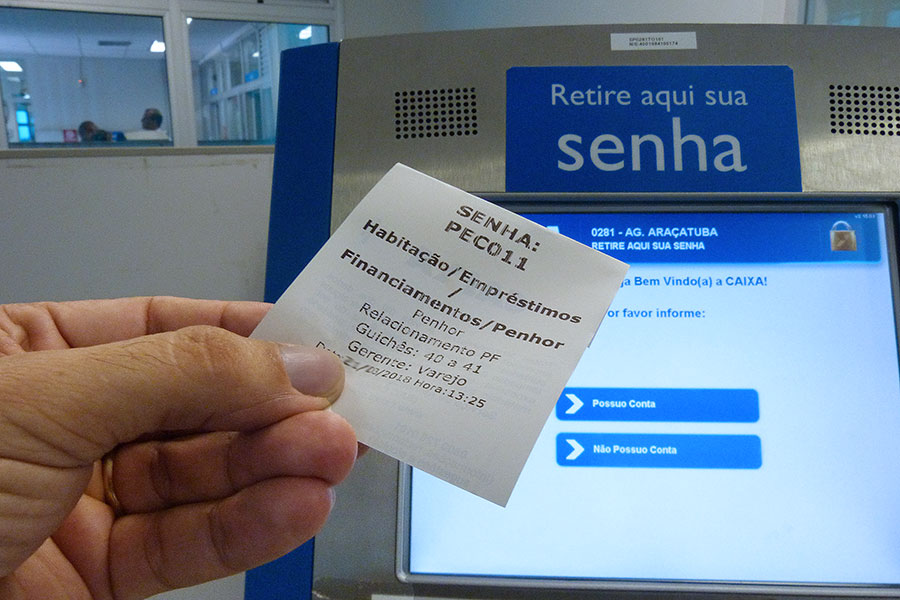 Retire aqui sua
senha
0281 - AG. ARAÇATUBA
RETIRE AQUI SUA SENHA
Bem Vindo(a) a CAIXA!
favor informe:
Possuo Conta
Não Possuo Conta
SENHA:
PEC011
Habitação/Empréstimos
/
Financiamentos/Penhor
Penhor
Relacionamento PF
Guichês: 40 a 41
Gerente: Varejo
Hora:13:25